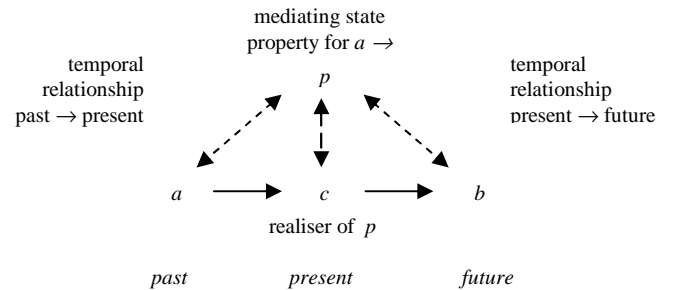 mediating state
property for a →
temporal
relationship
past → present
p
temporal
relationship
present → future
a
c
b
realiser of p
past
present
future